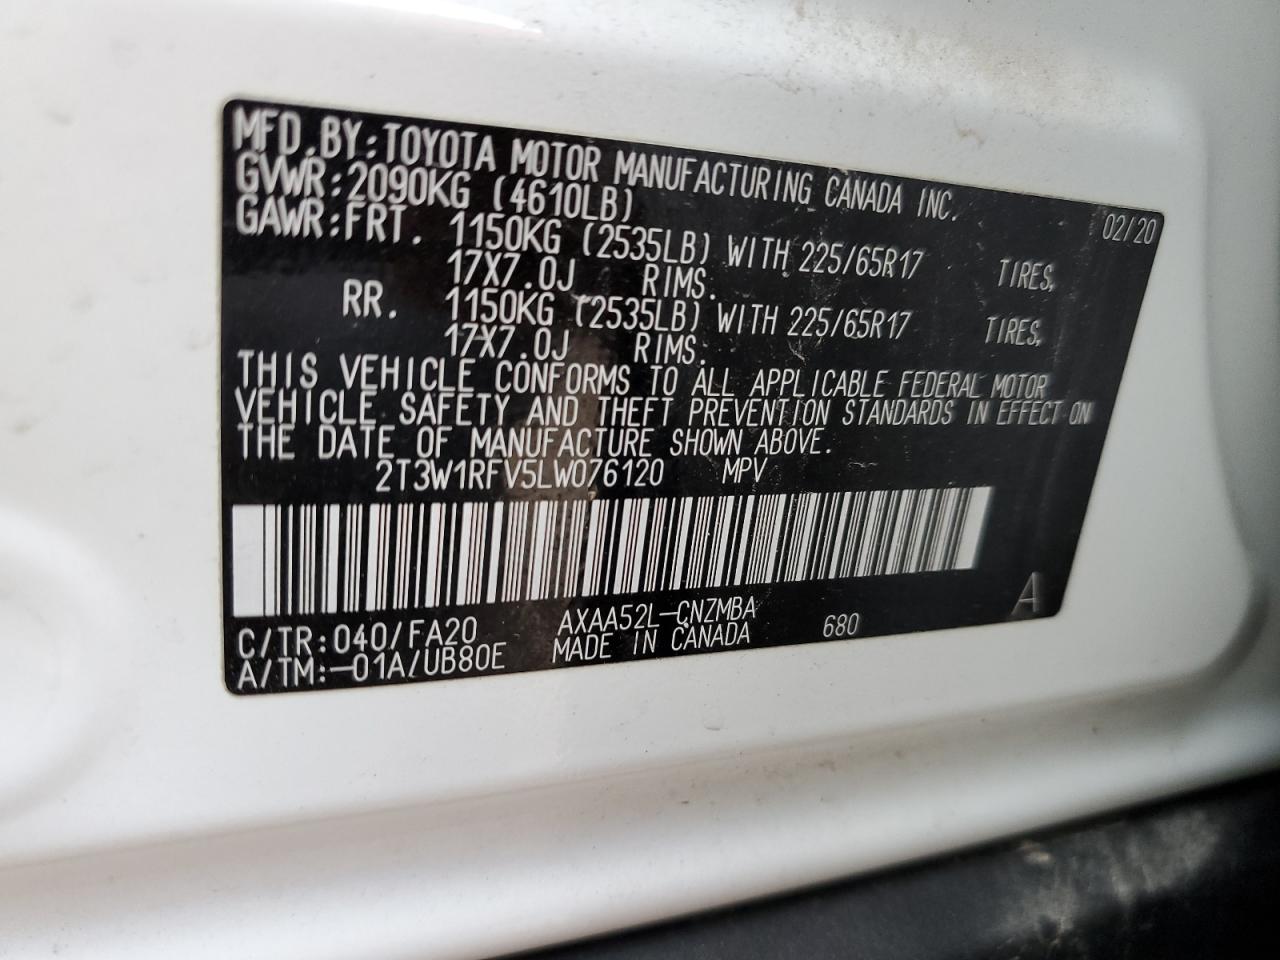 MFD.BY:TOYOTA MOTOR MANUFACTURING CANADA INC. 02/20
GVWR:2090KG (4610LB)
GAWR:FRT. 1150KG (2535LB) WITH 225/65R17 TIRES,
17X7.0J RIMS.
RR. 1150KG (2535LB) WITH 225/65R17 TIRES,
17X7.0J RIMS.
THIS VEHICLE CONFORMS TO ALL APPLICABLE FEDERAL MOTOR
VEHICLE SAFETY AND THEFT PREVENTION STANDARDS IN EFFECT ON
THE DATE OF MANUFACTURE SHOWN ABOVE.
2T3W1RFV5LW076120 MPV
C/TR:040/FA20 AXAA52L-CNZMBA 680 A
A/TM:-01A/UB80E MADE IN CANADA